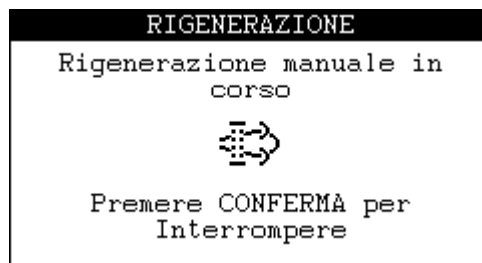 RIGENERAZIONE
Rigenerazione manuale in
corso
Premere CONFERMA per
Interrompere